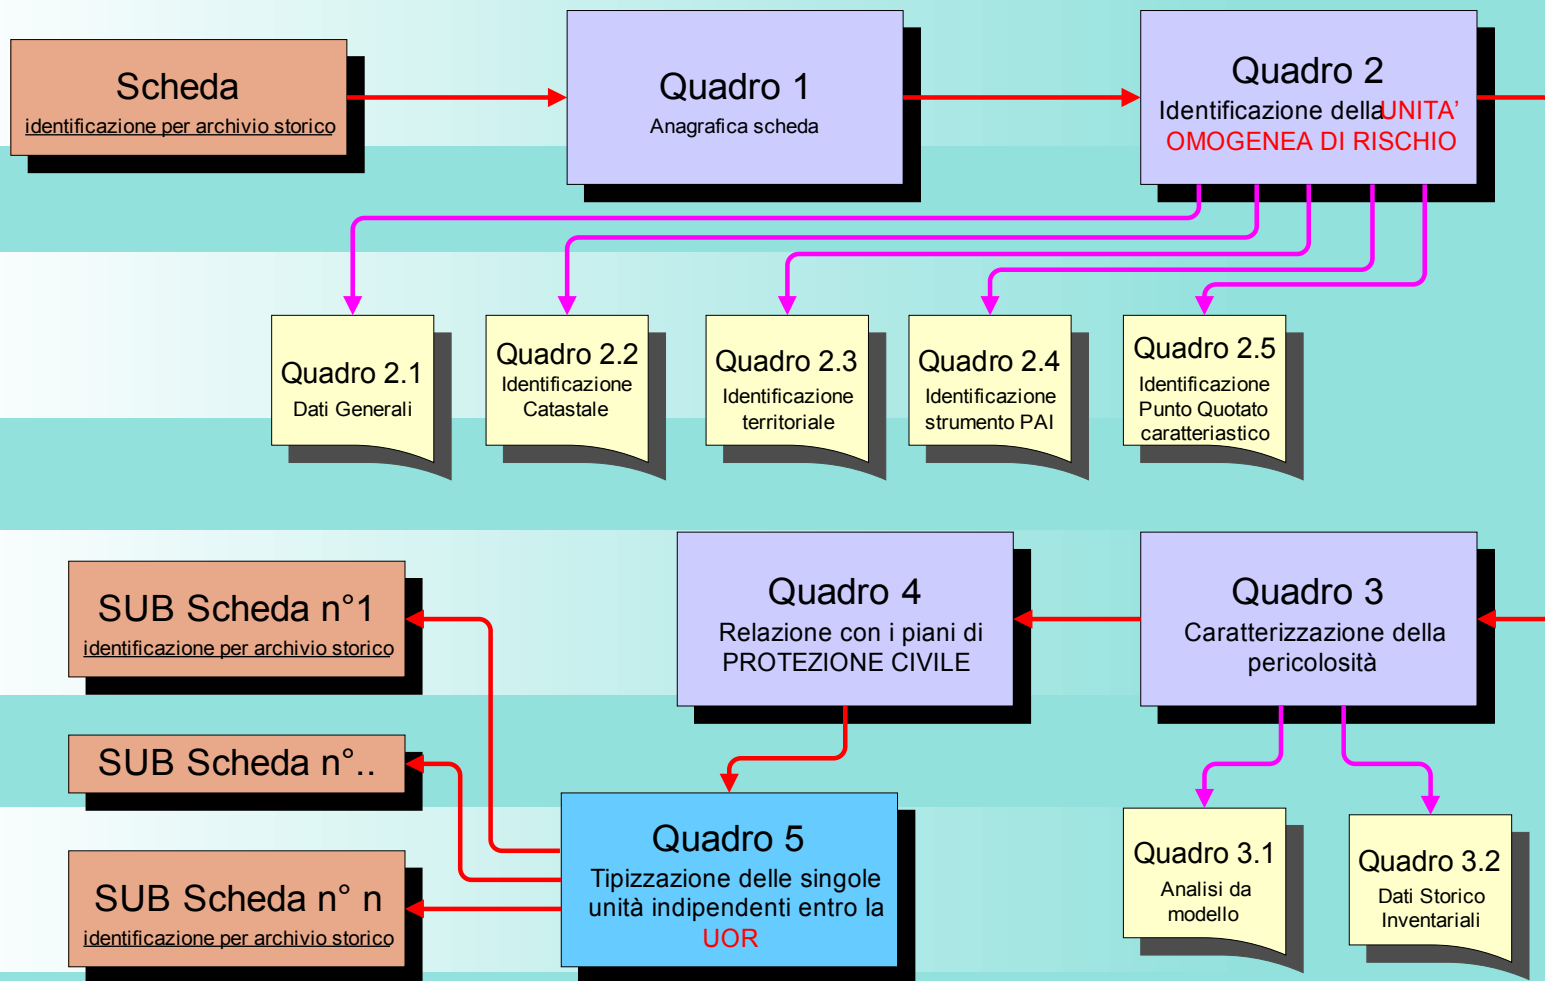 Scheda
identificazione per archivio storico
Quadro 1
Anagrafica scheda
Quadro 2
Identificazione dellaUNITA'
OMOGENEA DI RISCHIO
Quadro 2.1
Dati Generali
Quadro 2.2
Identificazione
Catastale
Quadro 2.3
Identificazione
territoriale
Quadro 2.4
Identificazione
strumento PAI
Quadro 2.5
Identificazione
Punto Quotato
caratteriastico
SUB Scheda n°1
identificazione per archivio storico
Quadro 4
Relazione con i piani di
PROTEZIONE CIVILE
Quadro 3
Caratterizzazione della
pericolosità
SUB Scheda n°..
SUB Scheda n° n
identificazione per archivio storico
Quadro 5
Tipizzazione delle singole
unità indipendenti entro la
UOR
Quadro 3.1
Analisi da
modello
Quadro 3.2
Dati Storico
Inventariali